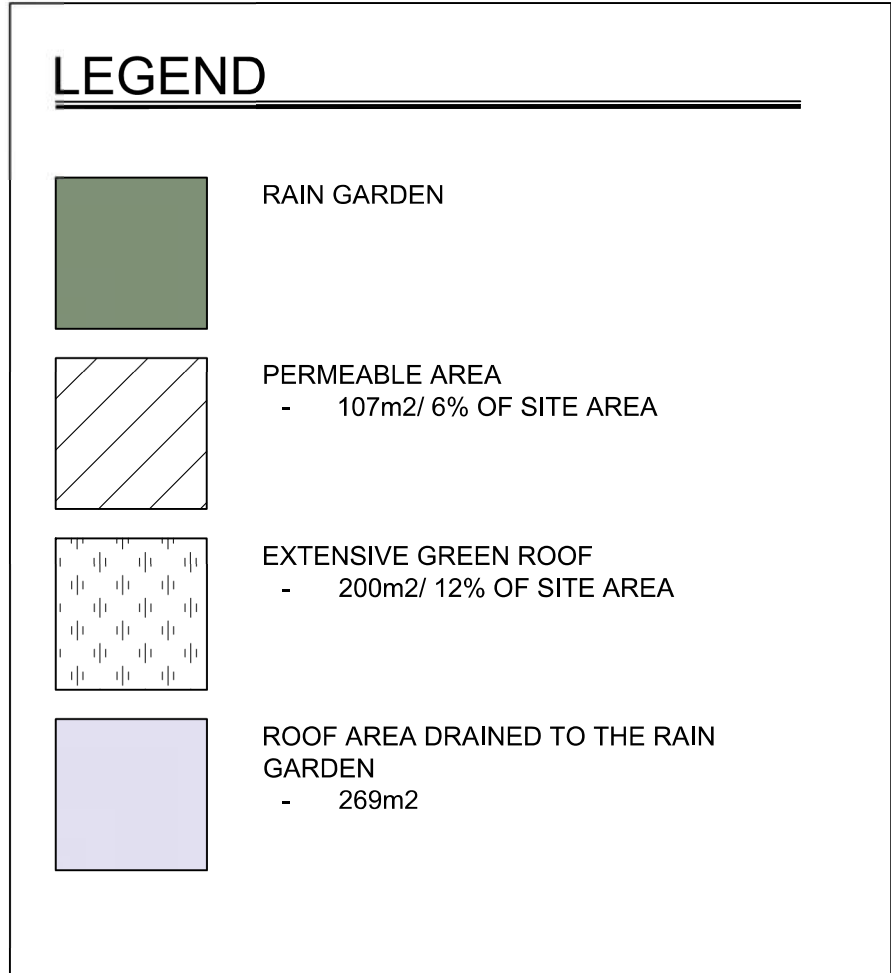 LEGEND
RAIN GARDEN
PERMEABLE AREA
- 107m2/ 6% OF SITE AREA
EXTENSIVE GREEN ROOF
- 200m2/ 12% OF SITE AREA
ROOF AREA DRAINED TO THE RAIN
GARDEN
- 269m2